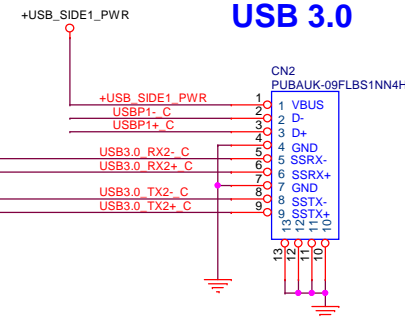 +USB_SIDE1_PWR
USB 3.0
CN2
PUBAUK-09FLBS1NN4H
+USB_SIDE1_PWR 1 1 VBUS
USBP1-_C 2 2 D-
USBP1+_C 3 3 D+
4 4 GND
USB3.0_RX2-_C 5 5 SSRX-
USB3.0_RX2+_C 6 6 SSRX+
7 7 GND
USB3.0_TX2-_C 8 8 SSTX-
USB3.0_TX2+_C 9 9 SSTX+
13 12 11 10
13 12 11 10